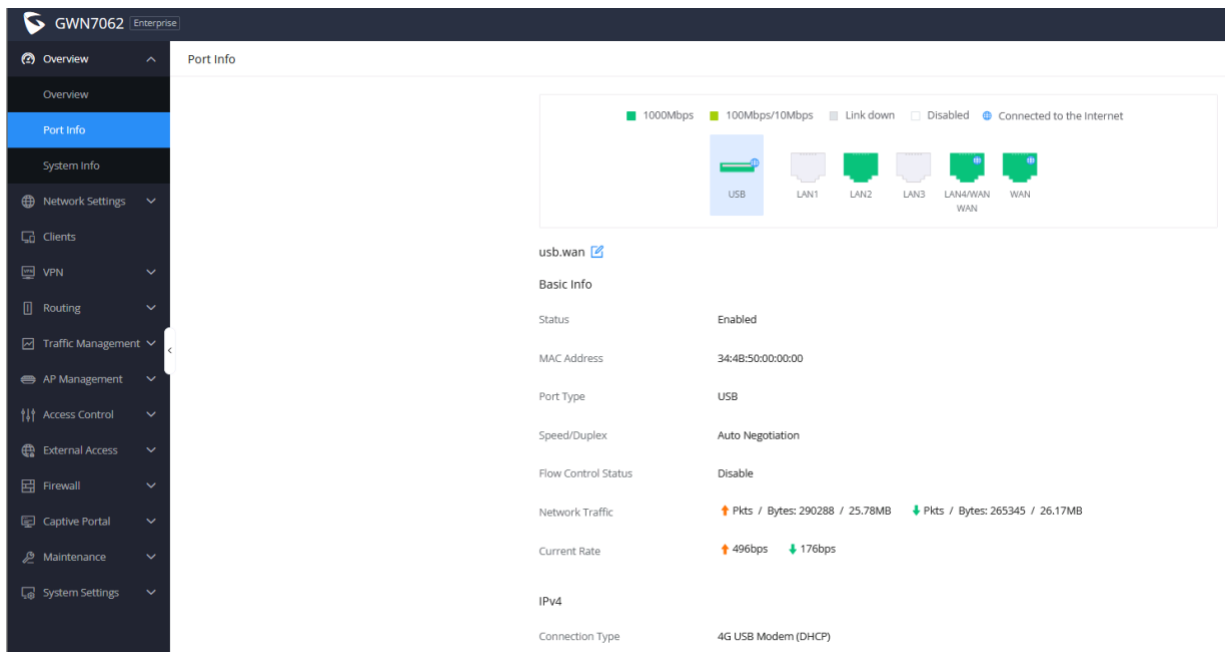 GWN7062 Enterprise
Overview
Port Info
Overview
Port Info
System Info
Network Settings
Clients
VPN
Routing
Traffic Management
AP Management
Access Control
External Access
Firewall
Captive Portal
Maintenance
System Settings
1000Mbps 100Mbps/10Mbps Link down Disabled Connected to the Internet
USB LAN1 LAN2 LAN3 LAN4/WAN WAN
WAN
usb.wan
Basic Info
Status Enabled
MAC Address 34:4B:50:00:00:00
Port Type USB
Speed/Duplex Auto Negotiation
Flow Control Status Disable
Network Traffic Pkts / Bytes: 290288 / 25.78MB Pkts / Bytes: 265345 / 26.17MB
Current Rate 496bps 176bps
IPv4
Connection Type 4G USB Modem (DHCP)